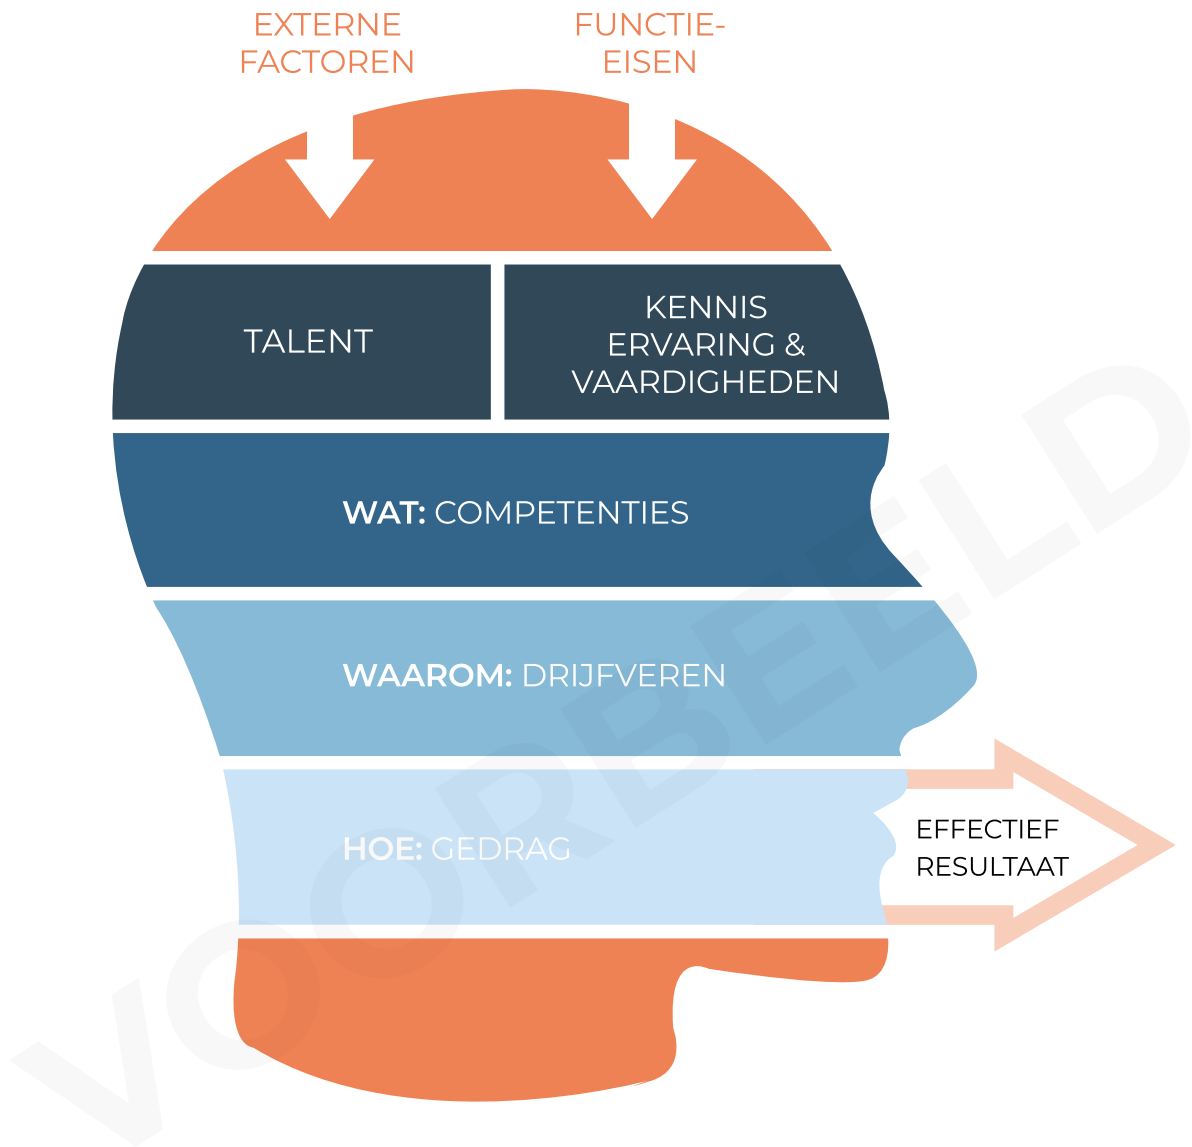 EXTERNE
FACTOREN
FUNCTIE-
EISEN
TALENT
KENNIS
ERVARING &
VAARDIGHEDEN
WAT: COMPETENTIES
WAAROM: DRIJFVEREN
HOE: GEDRAG
EFFECTIEF
RESULTAAT
VOORBEELD